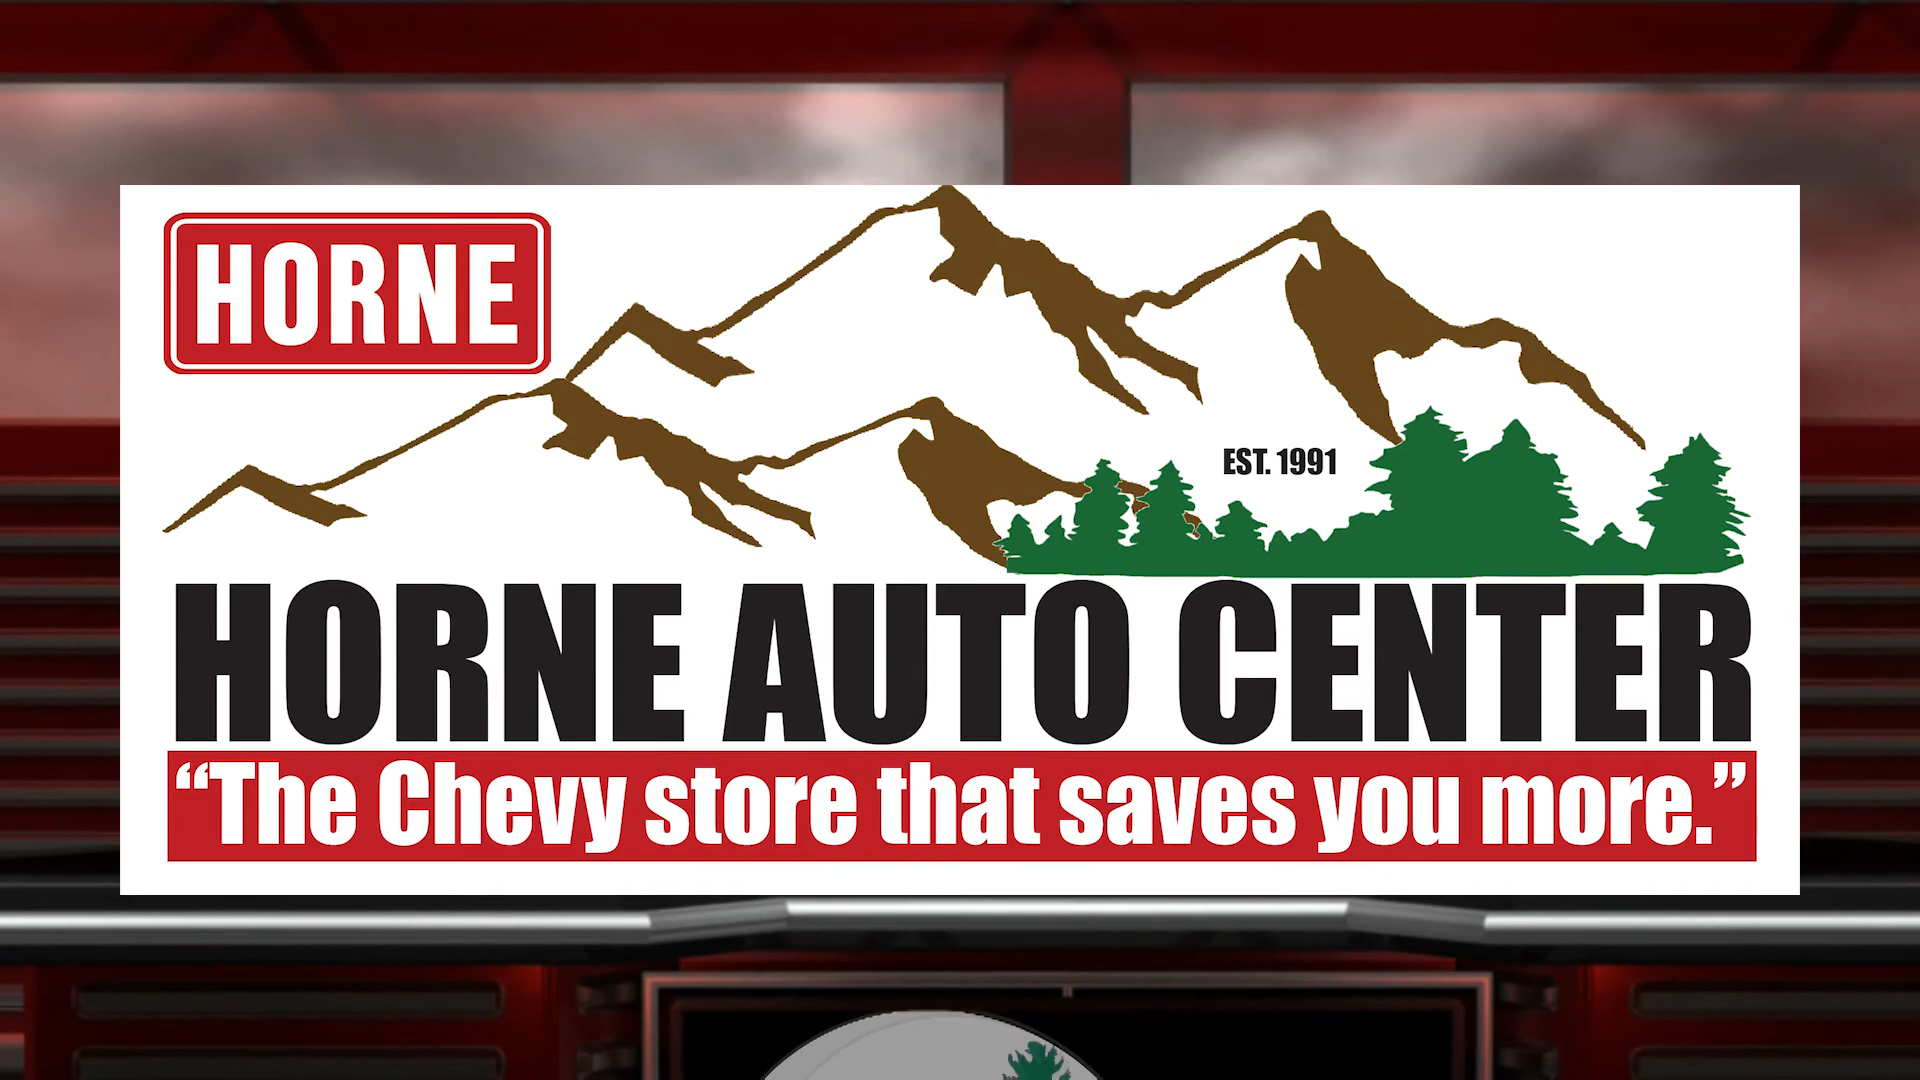 HORNE
EST. 1991
HORNE AUTO CENTER
“The Chevy store that saves you more.”